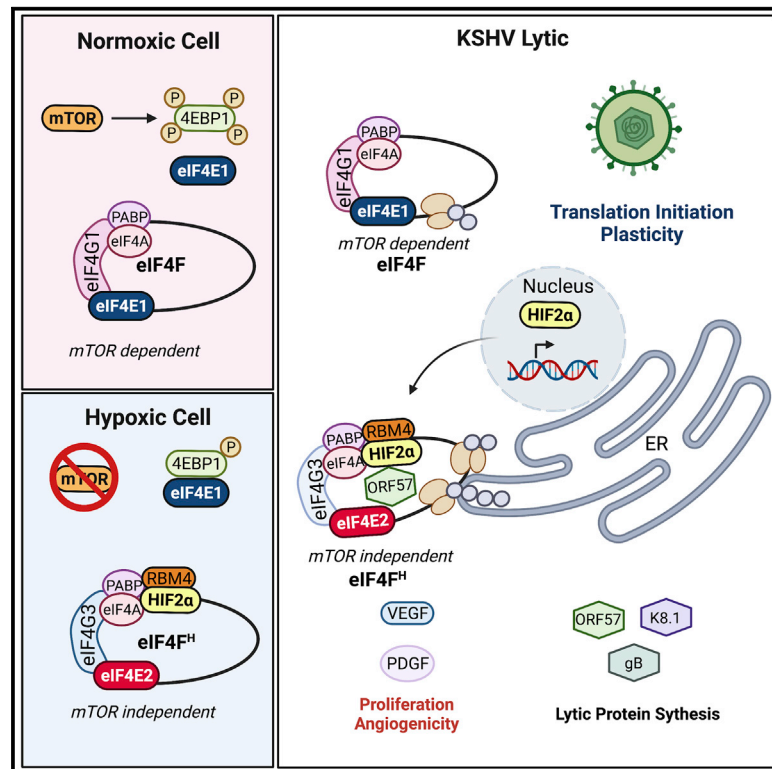 Normoxic Cell
mTOR
P
P
4EBP1
P
P
eIF4E1
PABP
eIF4A
eIF4G1
eIF4F
eIF4E1
mTOR dependent
Hypoxic Cell
mTOR
P
4EBP1
eIF4E1
PABP
RBM4
eIF4A
HIF2α
eIF4G3
eIF4Fᴴ
eIF4E2
mTOR independent
KSHV Lytic
PABP
eIF4A
eIF4G1
eIF4E1
mTOR dependent
eIF4F
Translation Initiation
Plasticity
Nucleus
HIF2α
ER
PABP
RBM4
eIF4A
HIF2α
eIF4G3
ORF57
eIF4E2
mTOR independent
eIF4Fᴴ
VEGF
PDGF
Proliferation
Angiogenicity
ORF57
K8.1
gB
Lytic Protein Sythesis